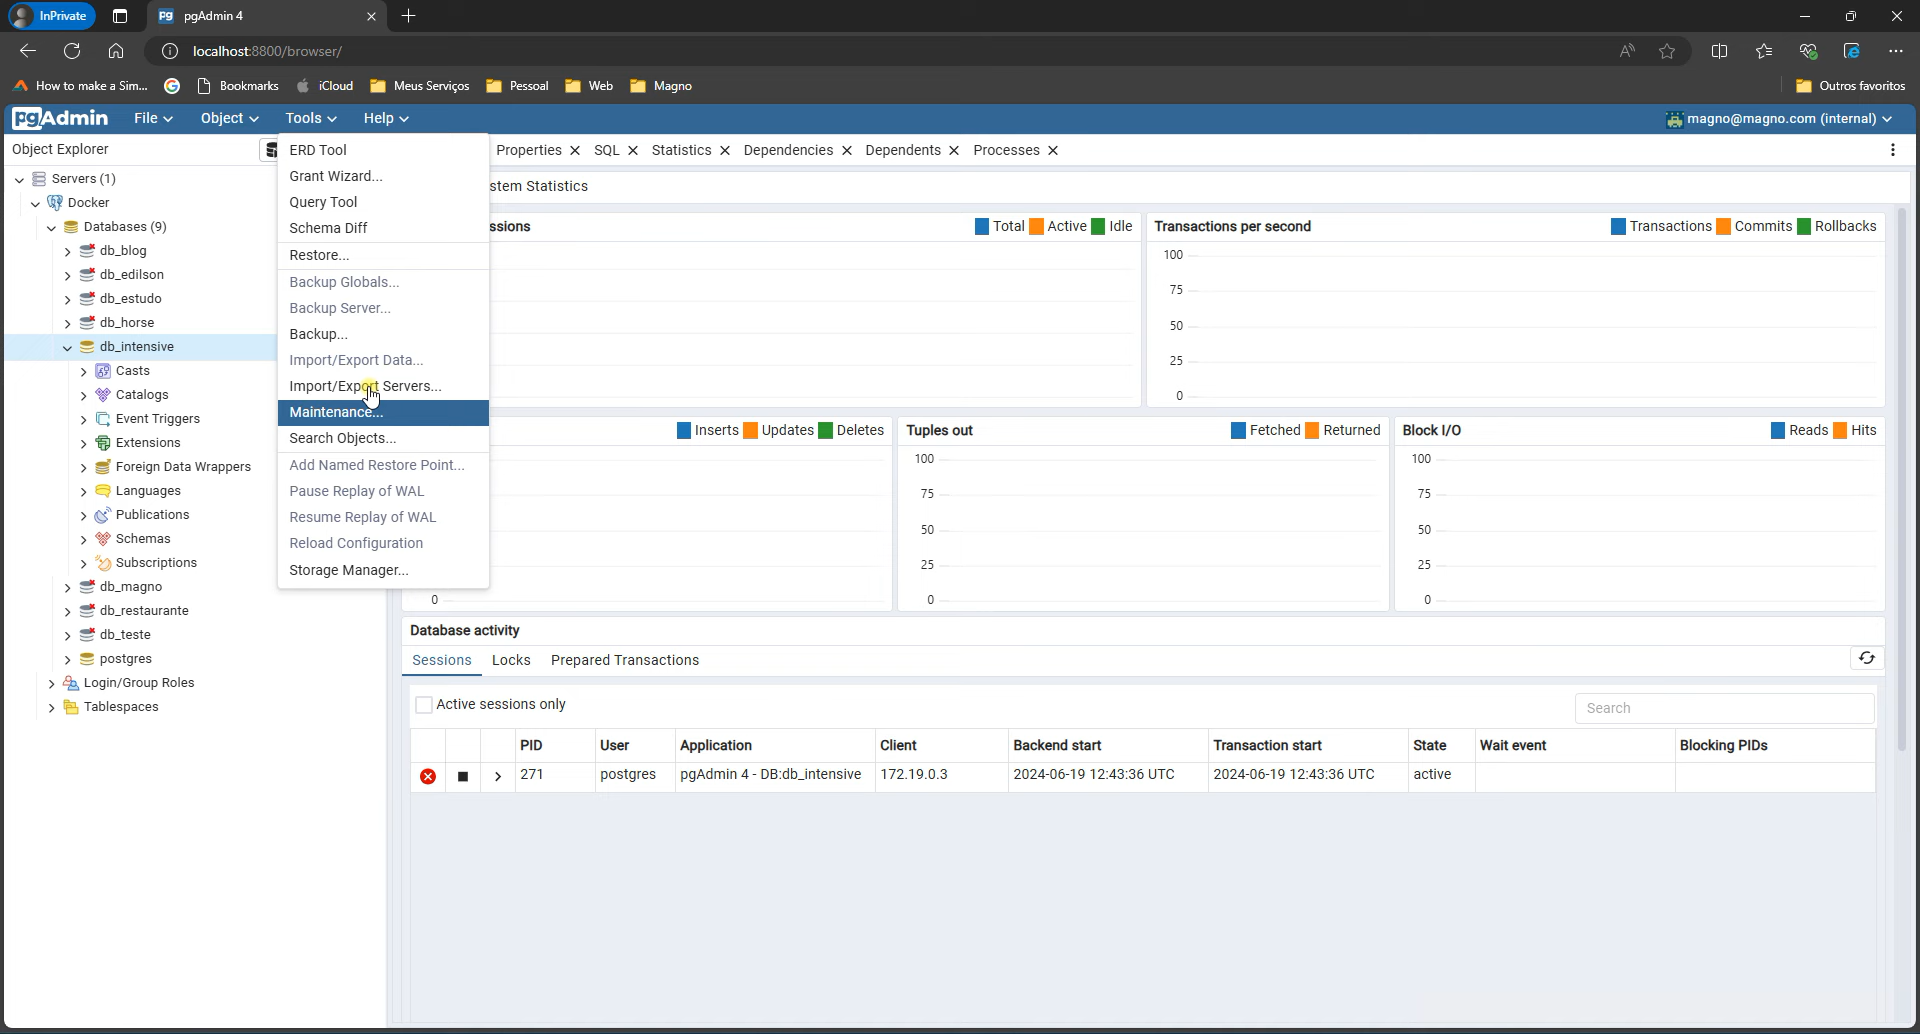 InPrivate
pgAdmin 4
localhost:8800/browser/
How to make a Sim...
Bookmarks
iCloud
Meus Serviços
Pessoal
Web
Magno
Outros favoritos
pgAdmin
File
Object
Tools
Help
magno@magno.com (internal)
Object Explorer
Properties
SQL
Statistics
Dependencies
Dependents
Processes
Servers (1)
Docker
Databases (9)
db_blog
db_edilson
db_estudo
db_horse
db_intensive
Casts
Catalogs
Event Triggers
Extensions
Foreign Data Wrappers
Languages
Publications
Schemas
Subscriptions
db_magno
db_restaurante
db_teste
postgres
Login/Group Roles
Tablespaces
ERD Tool
Grant Wizard...
Query Tool
Schema Diff
Restore...
Backup Globals...
Backup Server...
Backup...
Import/Export Data...
Import/Export Servers...
Maintenance...
Search Objects...
Add Named Restore Point...
Pause Replay of WAL
Resume Replay of WAL
Reload Configuration
Storage Manager...
stem Statistics
ssions
Total Active Idle
Transactions per second
Transactions Commits Rollbacks
100
75
50
25
0
Inserts Updates Deletes
0
Tuples out
Fetched Returned
100
75
50
25
0
Block I/O
Reads Hits
100
75
50
25
0
Database activity
Sessions Locks Prepared Transactions
Active sessions only
Search
PID User Application Client Backend start Transaction start State Wait event Blocking PIDs
271 postgres pgAdmin 4 - DB:db_intensive 172.19.0.3 2024-06-19 12:43:36 UTC 2024-06-19 12:43:36 UTC active